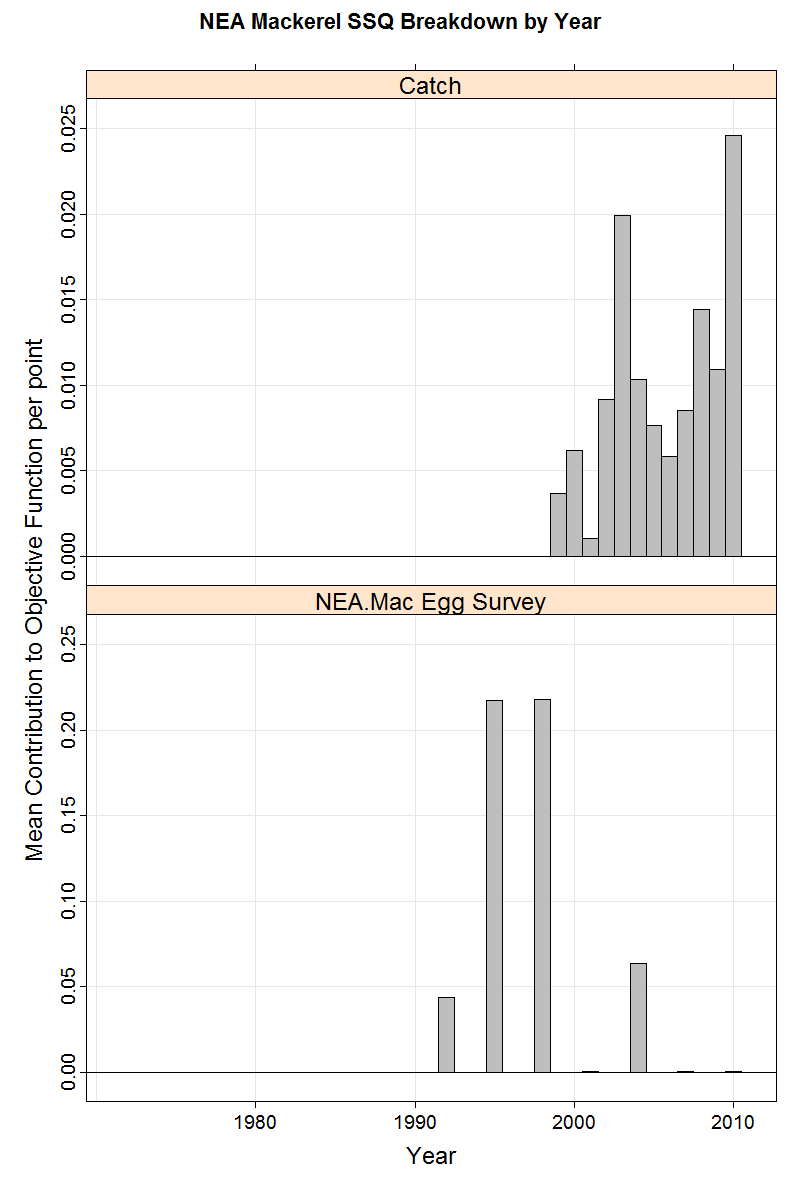 NEA Mackerel SSQ Breakdown by Year
Catch
0.025
0.020
0.015
0.010
0.005
0.000
NEA.Mac Egg Survey
0.25
0.20
0.15
0.10
0.05
0.00
Mean Contribution to Objective Function per point
1980 1990 2000 2010
Year